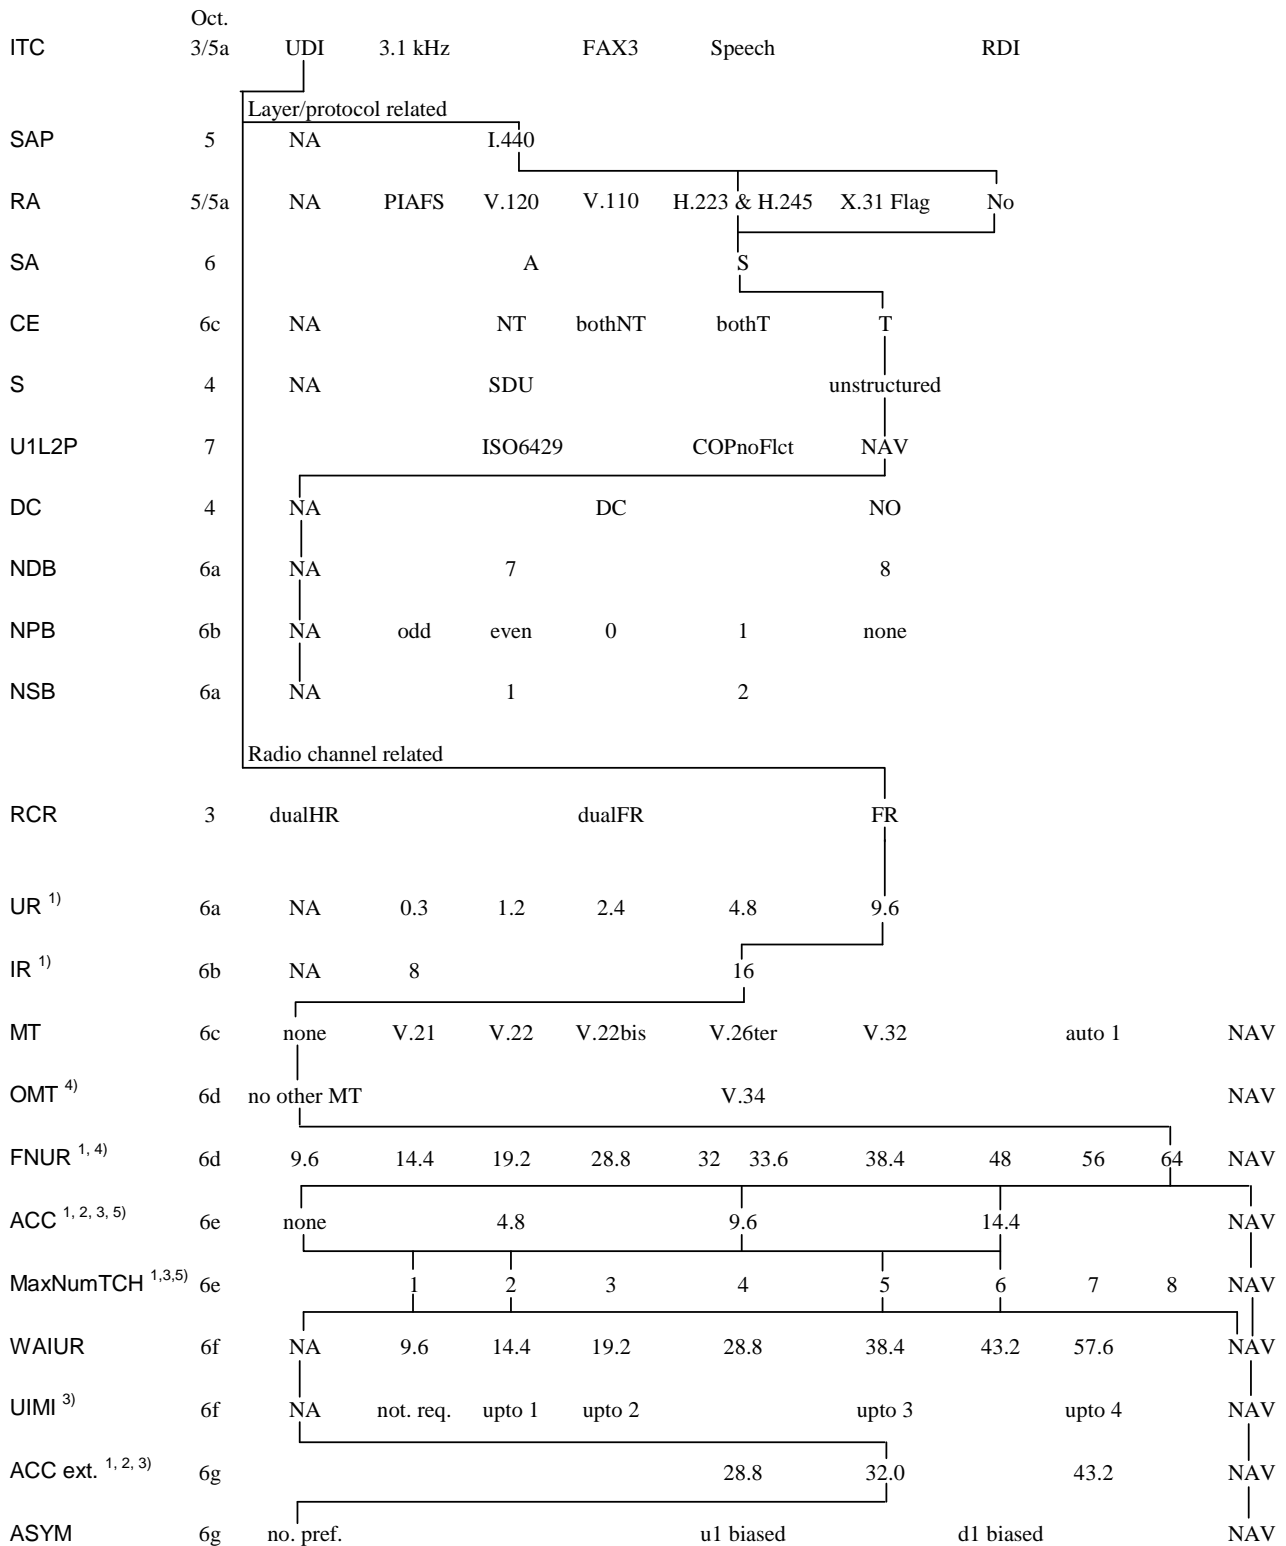 Oct.
ITC 3/5a UDI 3.1 kHz FAX3 Speech RDI
Layer/protocol related
SAP 5 NA I.440
RA 5/5a NA PIAFS V.120 V.110 H.223 & H.245 X.31 Flag No
SA 6 A S
CE 6c NA NT bothNT bothT T
S 4 NA SDU unstructured
U1L2P 7 ISO6429 COPnoFlct NAV
DC 4 NA DC NO
NDB 6a NA 7 8
NPB 6b NA odd even 0 1 none
NSB 6a NA 1 2
Radio channel related
RCR 3 dualHR dualFR FR
UR 1) 6a NA 0.3 1.2 2.4 4.8 9.6
IR 1) 6b NA 8 16
MT 6c none V.21 V.22 V.22bis V.26ter V.32 auto 1 NAV
OMT 4) 6d no other MT V.34 NAV
FNUR 1, 4) 6d 9.6 14.4 19.2 28.8 32 33.6 38.4 48 56 64 NAV
ACC 1, 2, 3, 5) 6e none 4.8 9.6 14.4 NAV
MaxNumTCH 1,3,5) 6e 1 2 3 4 5 6 7 8 NAV
WAIUR 6f NA 9.6 14.4 19.2 28.8 38.4 43.2 57.6 NAV
UIMI 3) 6f NA not. req. upto 1 upto 2 upto 3 upto 4 NAV
ACC ext. 1, 2, 3) 6g 28.8 32.0 43.2 NAV
ASYM 6g no. pref. u1 biased d1 biased NAV